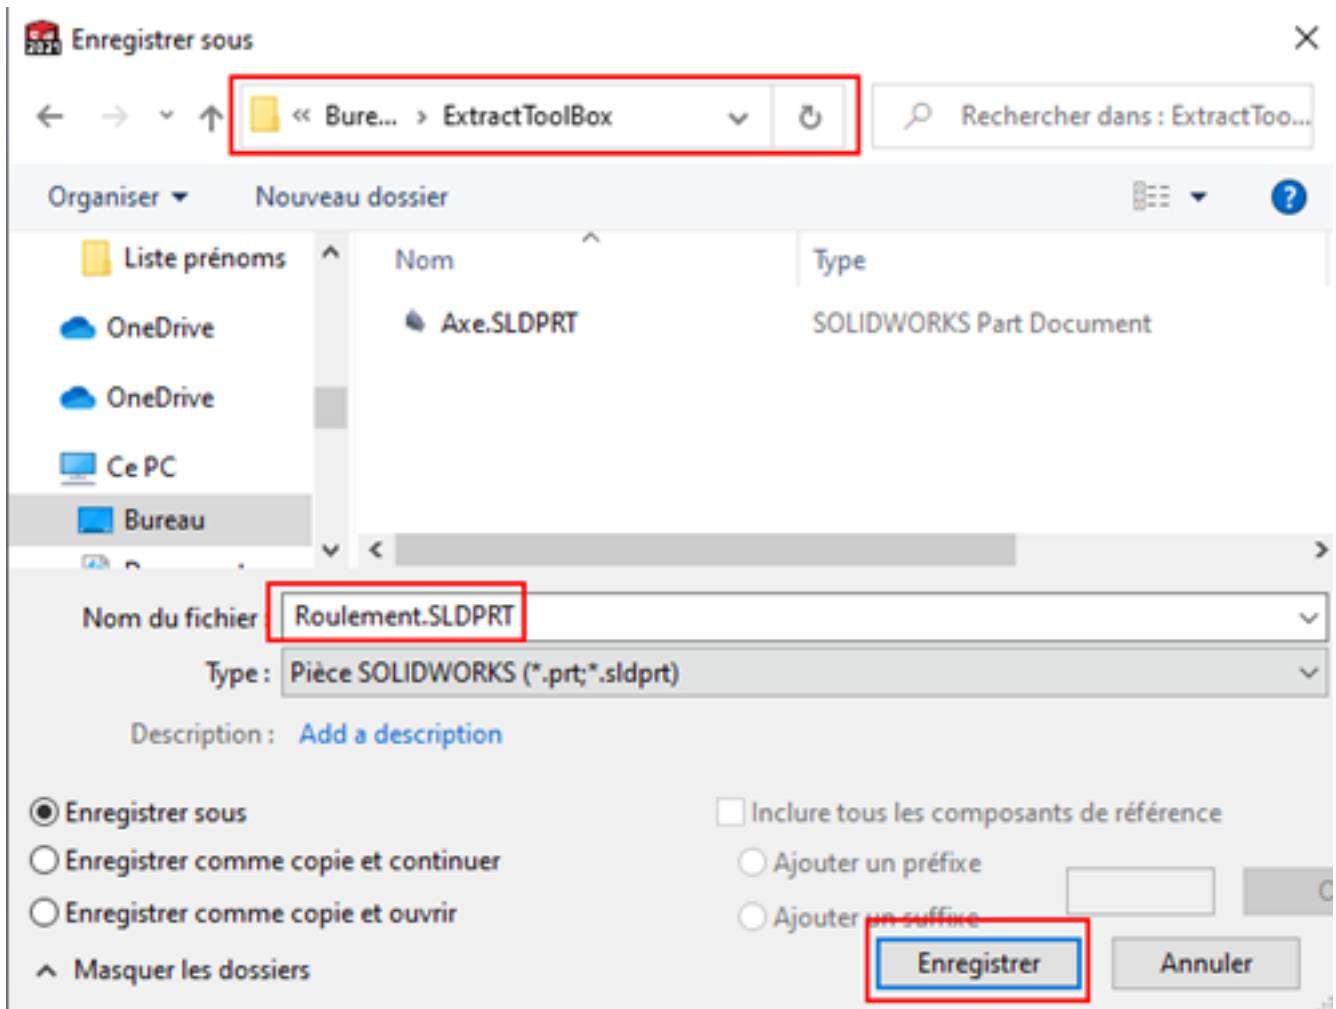 Enregistrer sous
« Bure... › ExtractToolBox
Rechercher dans : ExtractToo...
Organiser
Nouveau dossier
Liste prénoms
OneDrive
OneDrive
Ce PC
Bureau
Nom
Type
Axe.SLDPRT
SOLIDWORKS Part Document
Nom du fichier : Roulement.SLDPRT
Type : Pièce SOLIDWORKS (*.prt;*.sldprt)
Description : Add a description
Enregistrer sous
Enregistrer comme copie et continuer
Enregistrer comme copie et ouvrir
Inclure tous les composants de référence
Ajouter un préfixe
Ajouter un suffixe
Masquer les dossiers
Enregistrer
Annuler